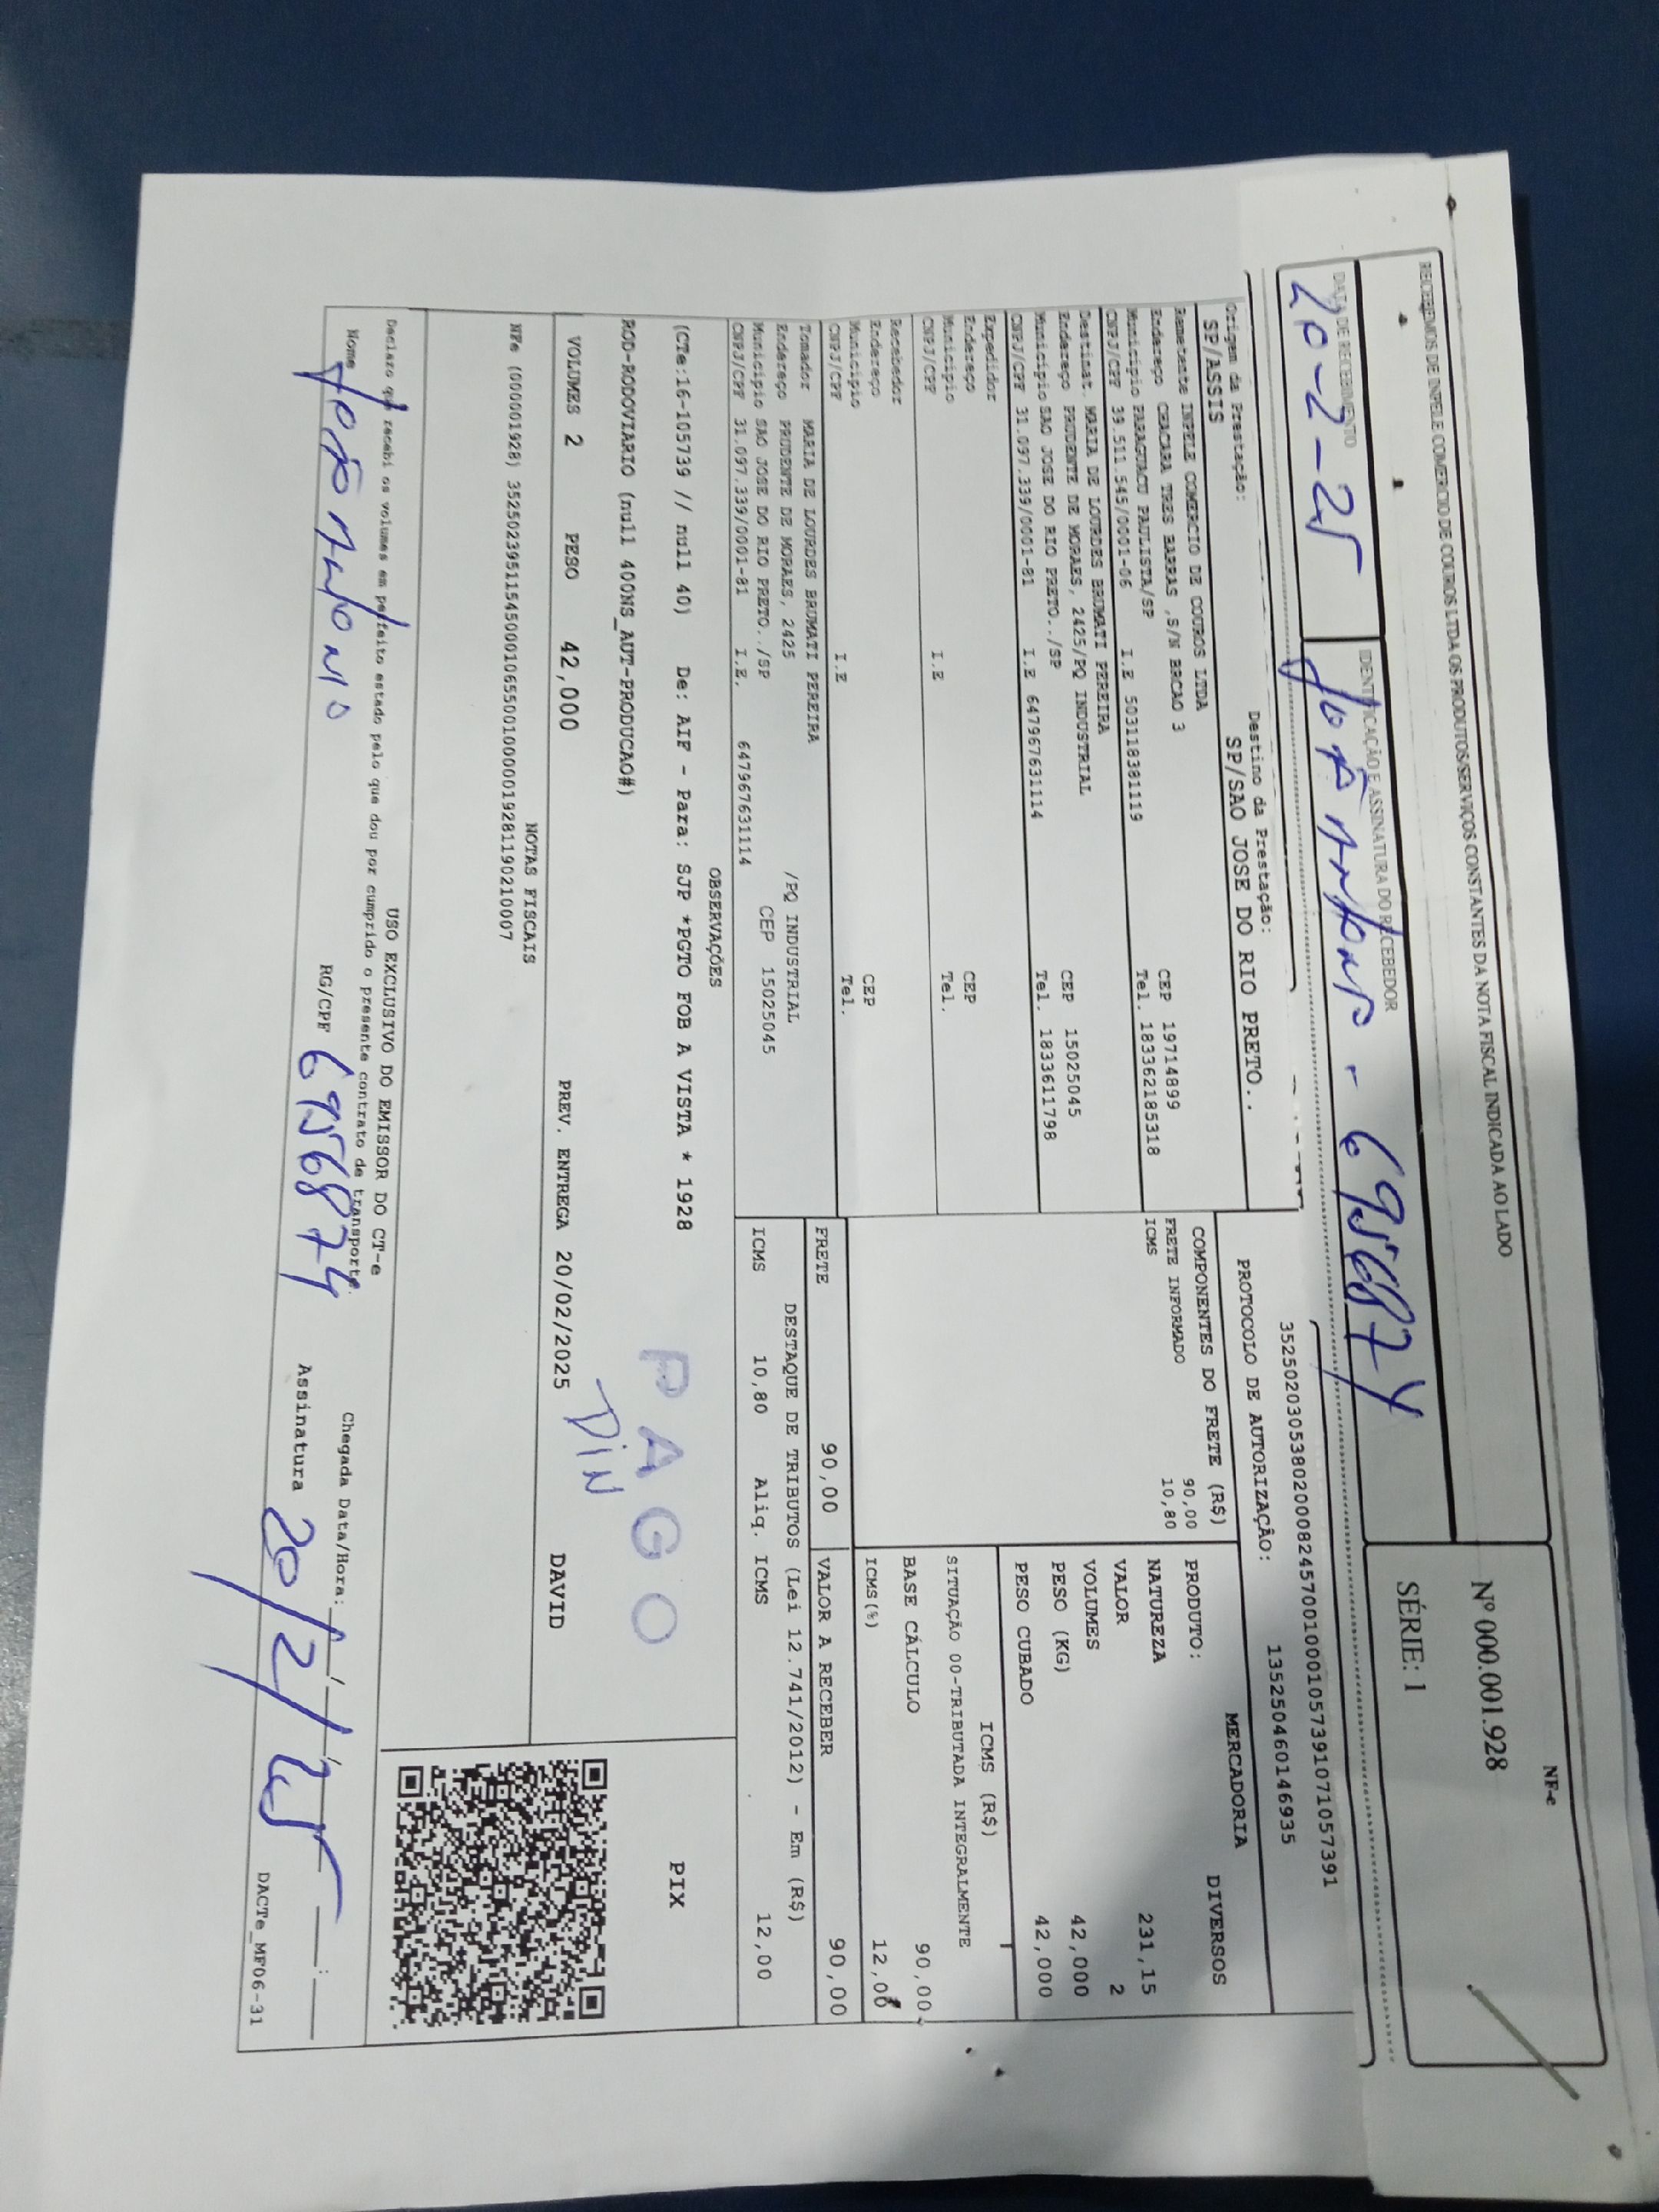 RECEBEMOS DE INPELE COMERCIO DE COUROS LTDA OS PRODUTOS/SERVIÇOS CONSTANTES DA NOTA FISCAL INDICADA AO LADO
NF-e
Nº 000.001.928
SÉRIE: 1
DATA DE RECEBIMENTO
IDENTIFICAÇÃO E ASSINATURA DO RECEBEDOR
20-2-25
João Antonio - 6956874
35250203053802000824570010001057391071057391
PROTOCOLO DE AUTORIZAÇÃO: 135250460146935
Origem da Prestação:
SP/ASSIS
Destino da Prestação:
SP/SAO JOSE DO RIO PRETO..
Remetente INPELE COMERCIO DE COUROS LTDA
Endereço CHACARA TRES BARRAS ,S/N BRCAO 3 CEP 19714899
Município PARAGUACU PAULISTA/SP
CNPJ/CPF 39.511.545/0001-06 I.E 503118381119 Tel. 183362185318
Destinat. MARIA DE LOURDES BRUMATI PEREIRA
Endereço PRUDENTE DE MORAES, 2425/PQ INDUSTRIAL CEP 15025045
Município SAO JOSE DO RIO PRETO../SP
CNPJ/CPF 31.097.339/0001-81 I.E 647967631114 Tel. 1833611798
Expedidor
Endereço CEP
Município
CNPJ/CPF I.E Tel.
Recebedor
Endereço CEP
Município
CNPJ/CPF I.E Tel.
Tomador MARIA DE LOURDES BRUMATI PEREIRA
Endereço PRUDENTE DE MORAES, 2425 /PQ INDUSTRIAL
Município SAO JOSE DO RIO PRETO../SP CEP 15025045
CNPJ/CPF 31.097.339/0001-81 I.E. 647967631114
COMPONENTES DO FRETE (R$)
FRETE INFORMADO 90,00
ICMS 10,80
MERCADORIA
PRODUTO: DIVERSOS
NATUREZA
VALOR 231,15
VOLUMES 2
PESO (KG) 42,000
PESO CUBADO 42,000
ICMS (R$)
SITUAÇÃO 00-TRIBUTADA INTEGRALMENTE
BASE CÁLCULO 90,00
ICMS(%) 12,00
FRETE 90,00
VALOR A RECEBER 90,00
DESTAQUE DE TRIBUTOS (Lei 12.741/2012) - Em (R$)
ICMS 10,80 Aliq. ICMS 12,00
OBSERVAÇÕES
(CTe:16-105739 // null 40) De: AIF - Para: SJP *PGTO FOB A VISTA * 1928
ROD-RODOVIARIO (null 400NS_AUT-PRODUCAO#)
PAGO
DIN
PIX
VOLUMES 2 PESO 42,000 PREV. ENTREGA 20/02/2025 DAVID
NOTAS FISCAIS
NFe (00001928) 35250239511545000106550010000019281190210007
USO EXCLUSIVO DO EMISSOR DO CT-e
Declaro que recebi os volumes em perfeito estado pelo que dou por cumprido o presente contrato de transporte.
Chegada Data/Hora: / / :
Nome João Antonio RG/CPF 6956874 Assinatura 20/2/25
DACTe_MF06-31